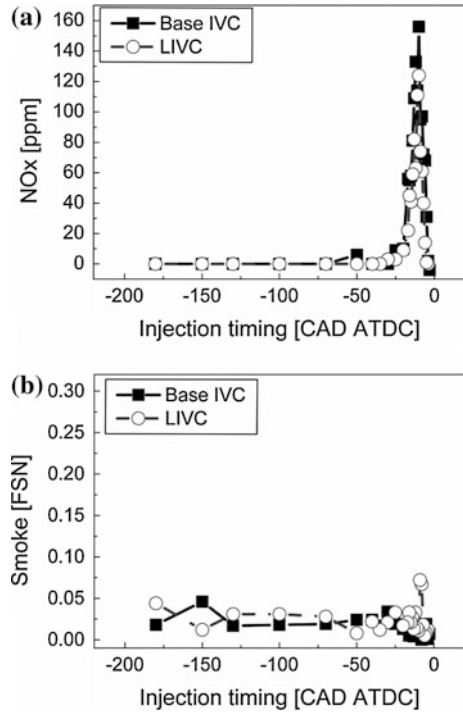 (a)
Base IVC
LIVC
NOx [ppm]
160
140
120
100
80
60
40
20
0
-200 -150 -100 -50 0
Injection timing [CAD ATDC]
(b)
Base IVC
LIVC
Smoke [FSN]
0.30
0.25
0.20
0.15
0.10
0.05
0.00
-200 -150 -100 -50 0
Injection timing [CAD ATDC]